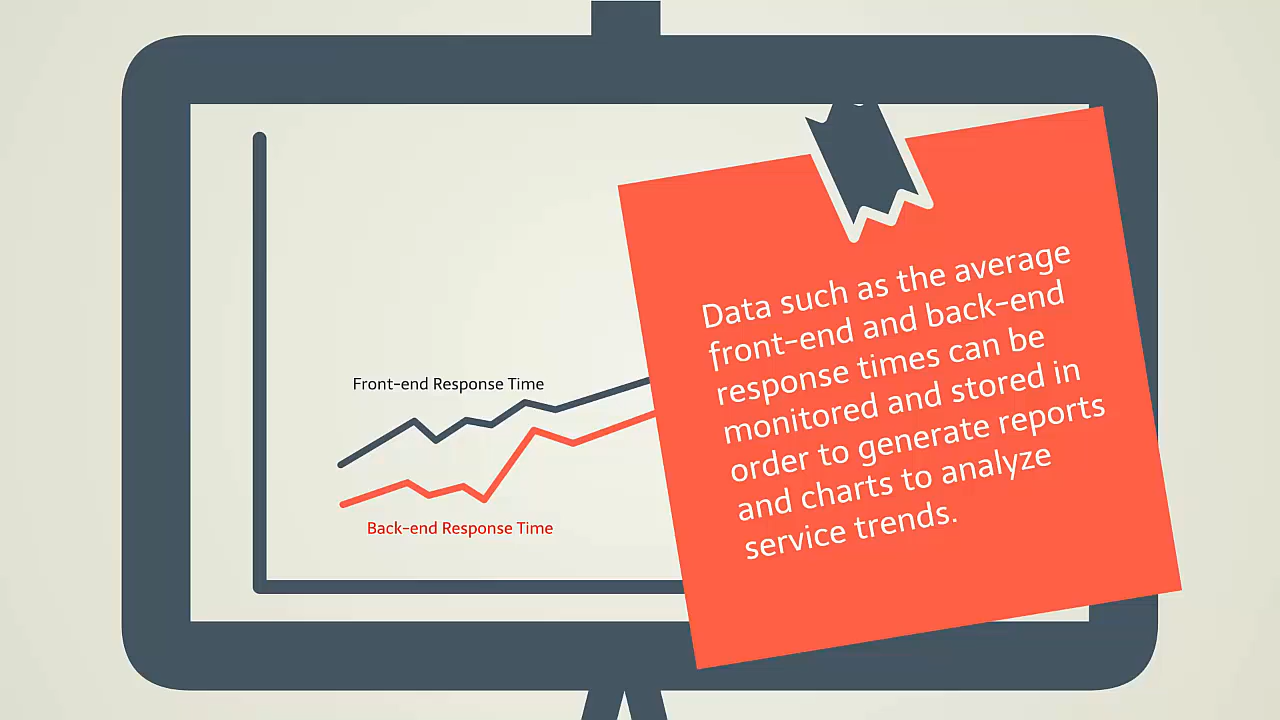 Front-end Response Time
Back-end Response Time
Data such as the average
front-end and back-end
response times can be
monitored and stored in
order to generate reports
and charts to analyze
service trends.